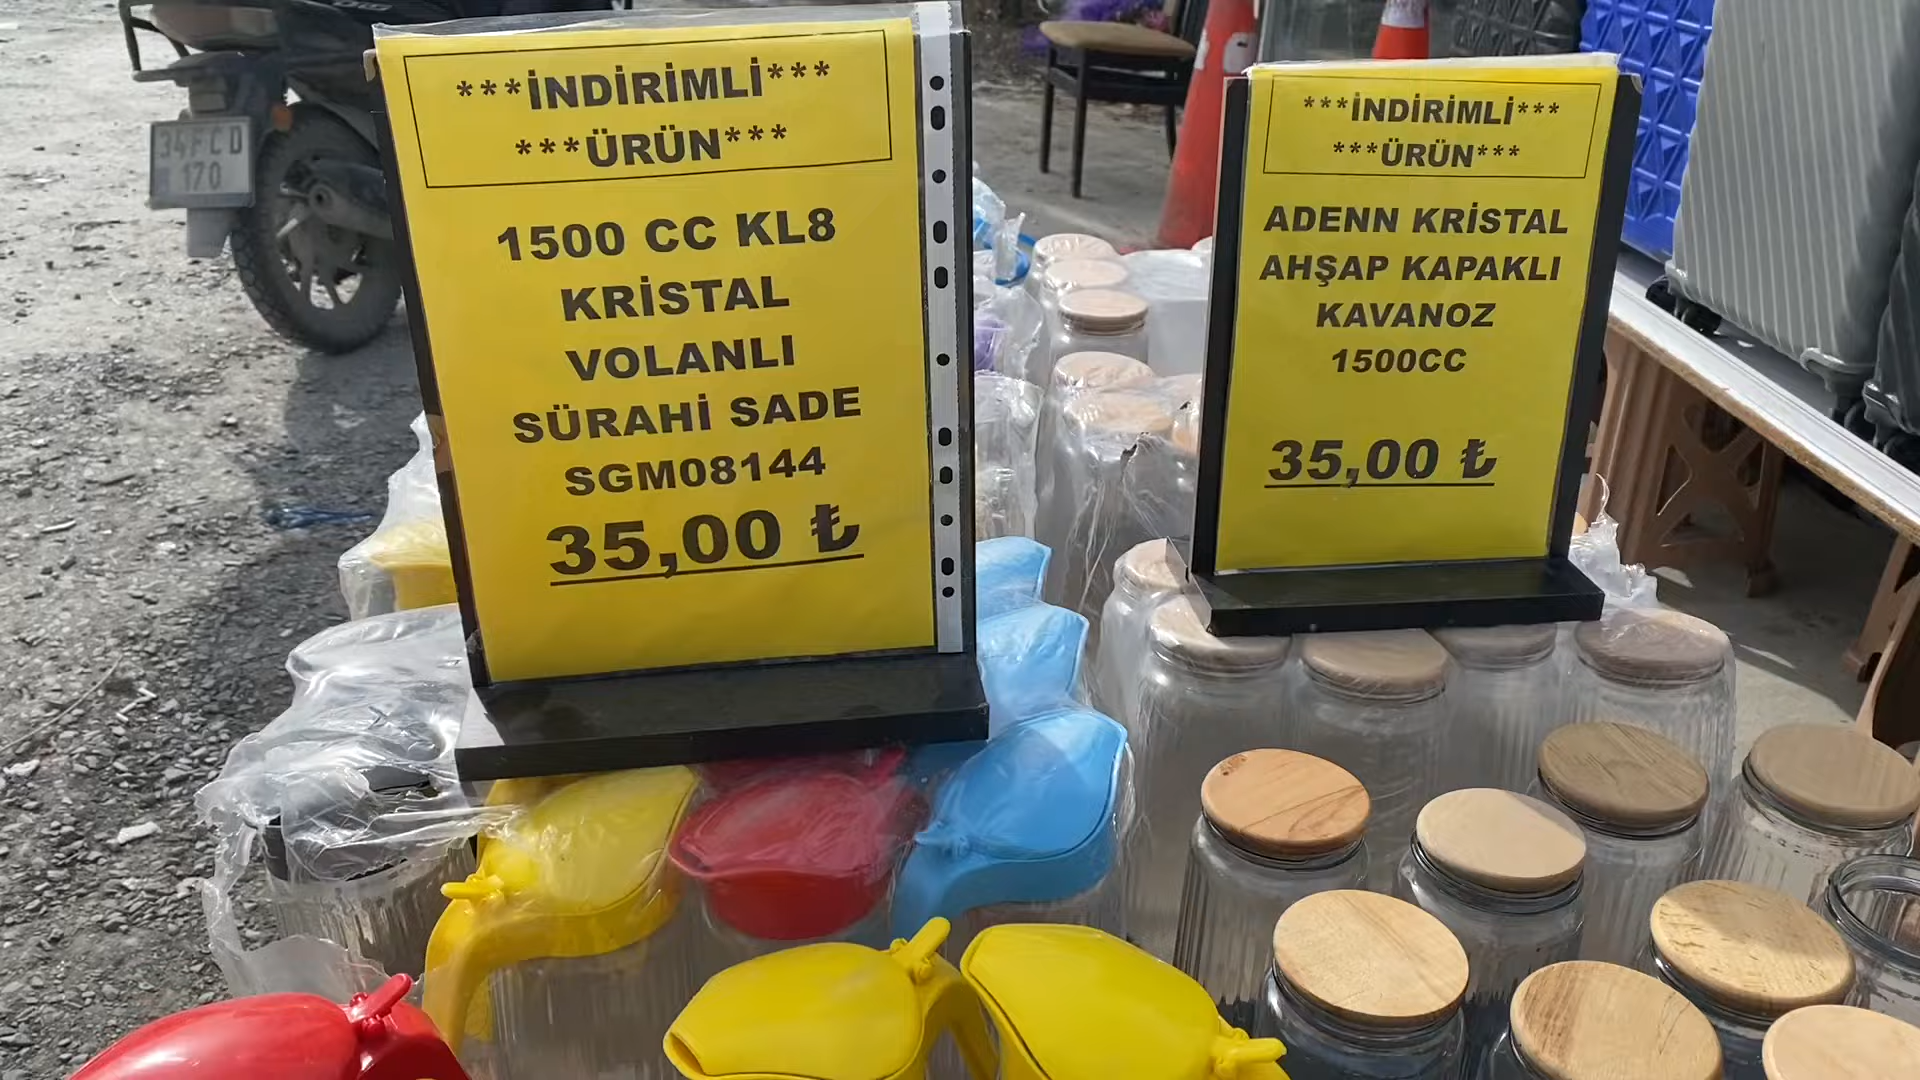 ***İNDİRİMLİ***
***ÜRÜN***
1500 CC KL8
KRİSTAL
VOLANLI
SÜRAHİ SADE
SGM08144
35,00 ₺
***İNDİRİMLİ***
***ÜRÜN***
ADENN KRİSTAL
AHŞAP KAPAKLI
KAVANOZ
1500CC
35,00 ₺
170